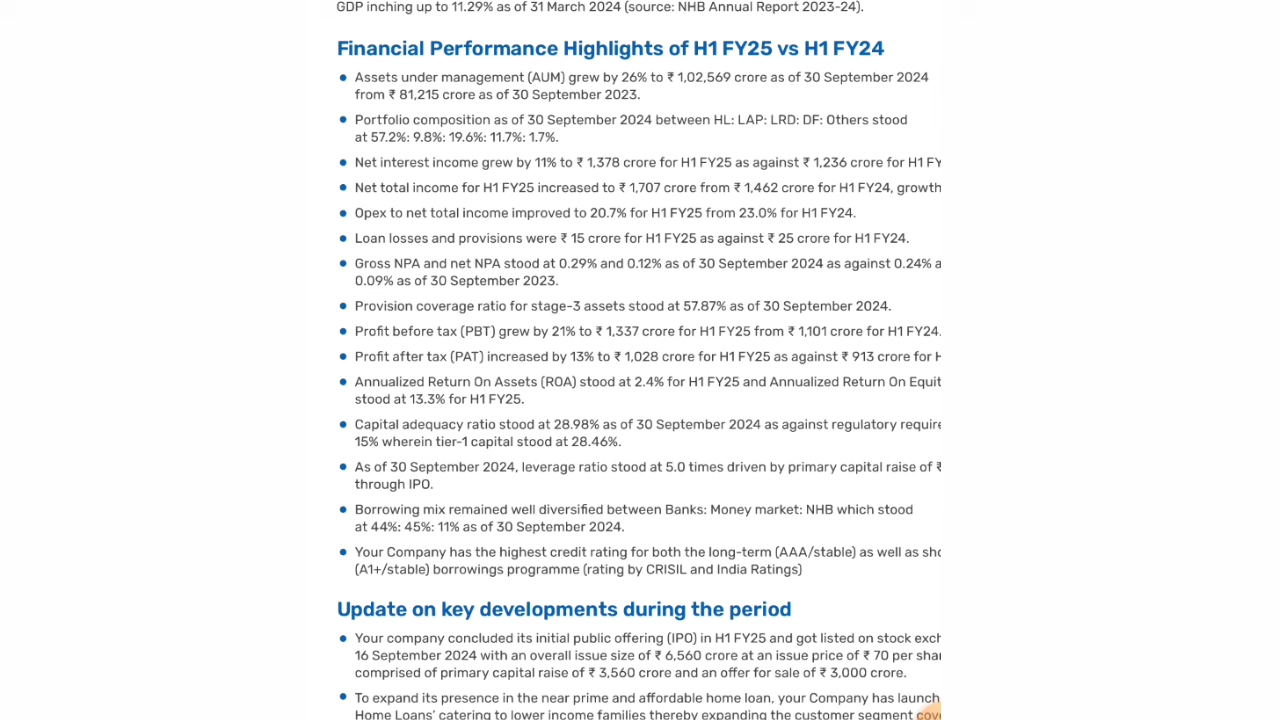 GDP inching up to 11.29% as of 31 March 2024 (source: NHB Annual Report 2023-24).
Financial Performance Highlights of H1 FY25 vs H1 FY24
• Assets under management (AUM) grew by 26% to ₹ 1,02,569 crore as of 30 September 2024
from ₹ 81,215 crore as of 30 September 2023.
• Portfolio composition as of 30 September 2024 between HL: LAP: LRD: DF: Others stood
at 57.2%: 9.8%: 19.6%: 11.7%: 1.7%.
• Net interest income grew by 11% to ₹ 1,378 crore for H1 FY25 as against ₹ 1,236 crore for H1 FY
• Net total income for H1 FY25 increased to ₹ 1,707 crore from ₹ 1,462 crore for H1 FY24, growth
• Opex to net total income improved to 20.7% for H1 FY25 from 23.0% for H1 FY24.
• Loan losses and provisions were ₹ 15 crore for H1 FY25 as against ₹ 25 crore for H1 FY24.
• Gross NPA and net NPA stood at 0.29% and 0.12% as of 30 September 2024 as against 0.24% a
0.09% as of 30 September 2023.
• Provision coverage ratio for stage-3 assets stood at 57.87% as of 30 September 2024.
• Profit before tax (PBT) grew by 21% to ₹ 1,337 crore for H1 FY25 from ₹ 1,101 crore for H1 FY24.
• Profit after tax (PAT) increased by 13% to ₹ 1,028 crore for H1 FY25 as against ₹ 913 crore for H
• Annualized Return On Assets (ROA) stood at 2.4% for H1 FY25 and Annualized Return On Equit
stood at 13.3% for H1 FY25.
• Capital adequacy ratio stood at 28.98% as of 30 September 2024 as against regulatory require
15% wherein tier-1 capital stood at 28.46%.
• As of 30 September 2024, leverage ratio stood at 5.0 times driven by primary capital raise of ₹
through IPO.
• Borrowing mix remained well diversified between Banks: Money market: NHB which stood
at 44%: 45%: 11% as of 30 September 2024.
• Your Company has the highest credit rating for both the long-term (AAA/stable) as well as sho
(A1+/stable) borrowings programme (rating by CRISIL and India Ratings)
Update on key developments during the period
• Your company concluded its initial public offering (IPO) in H1 FY25 and got listed on stock exch
16 September 2024 with an overall issue size of ₹ 6,560 crore at an issue price of ₹ 70 per shar
comprised of primary capital raise of ₹ 3,560 crore and an offer for sale of ₹ 3,000 crore.
• To expand its presence in the near prime and affordable home loan, your Company has launch
Home Loans' catering to lower income families thereby expanding the customer segment cov